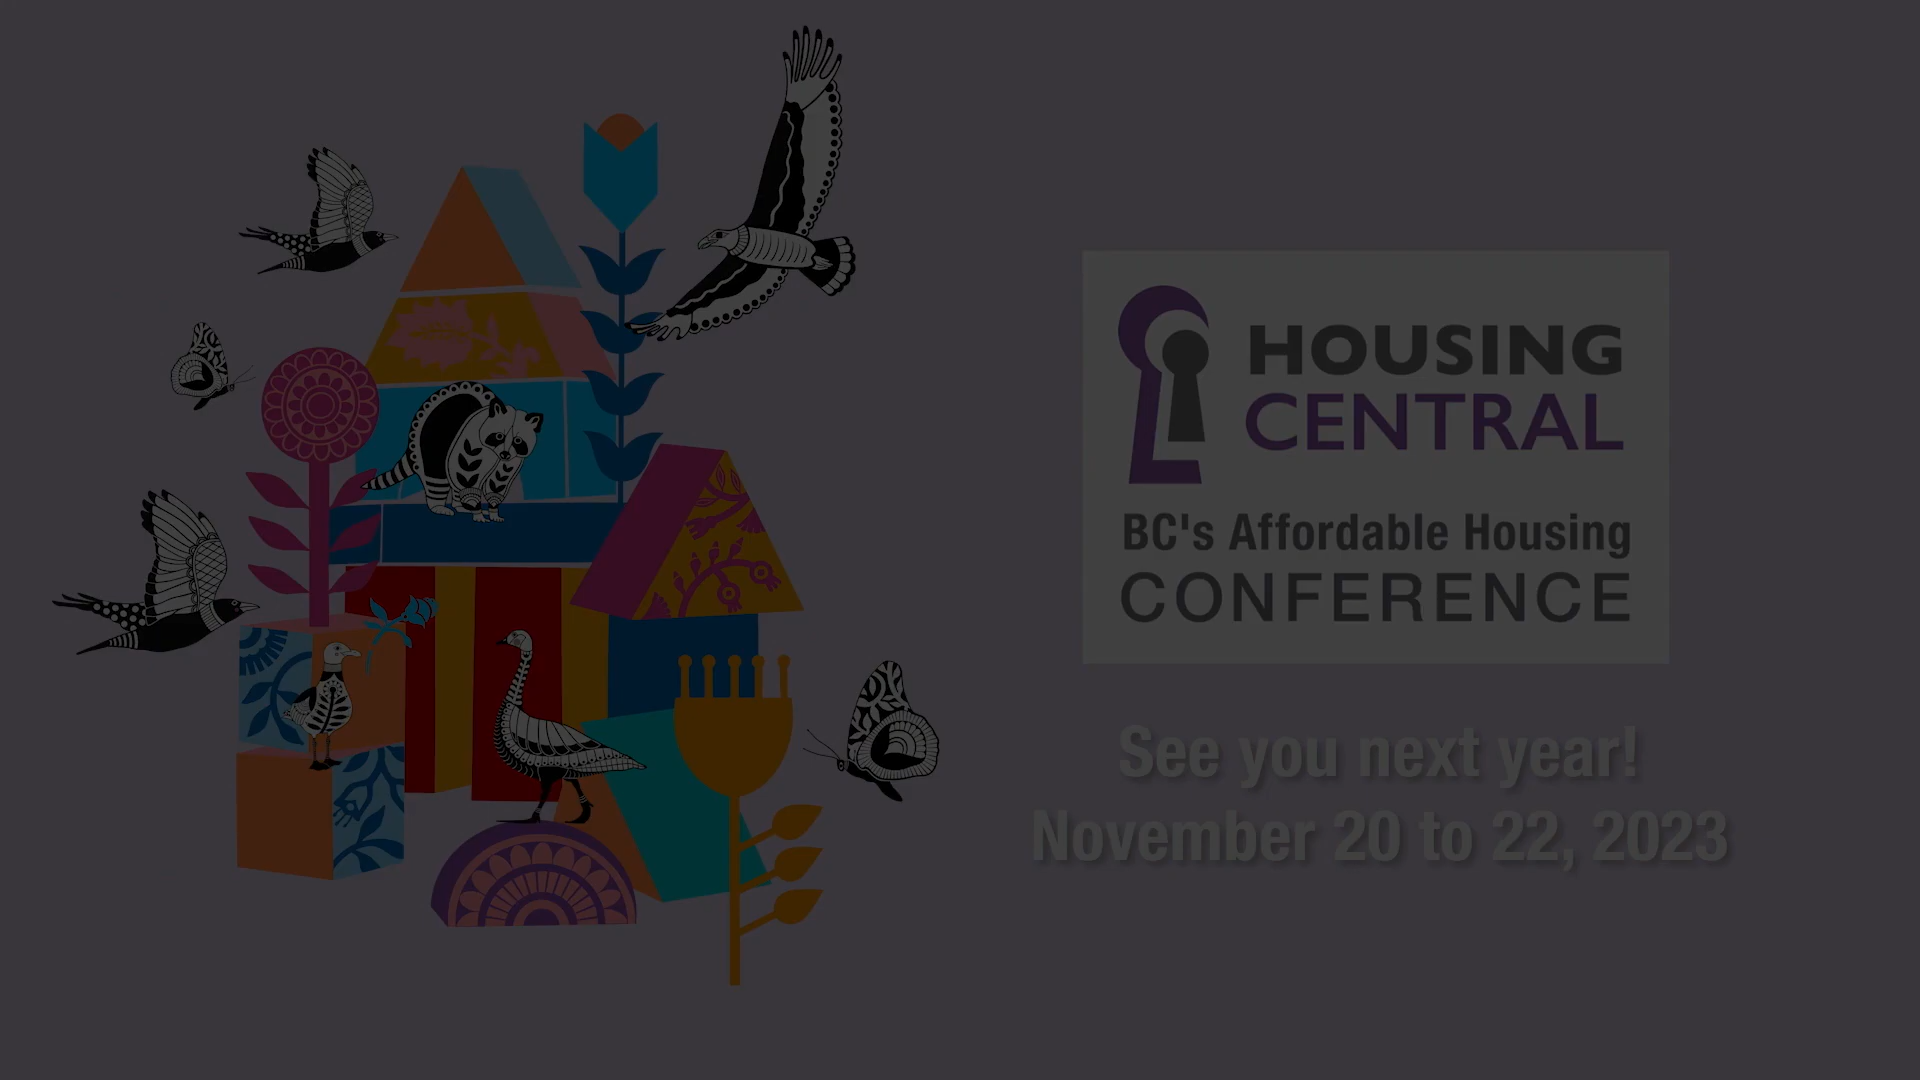 HOUSING
CENTRAL
BC's Affordable Housing
CONFERENCE
See you next year!
November 20 to 22, 2023